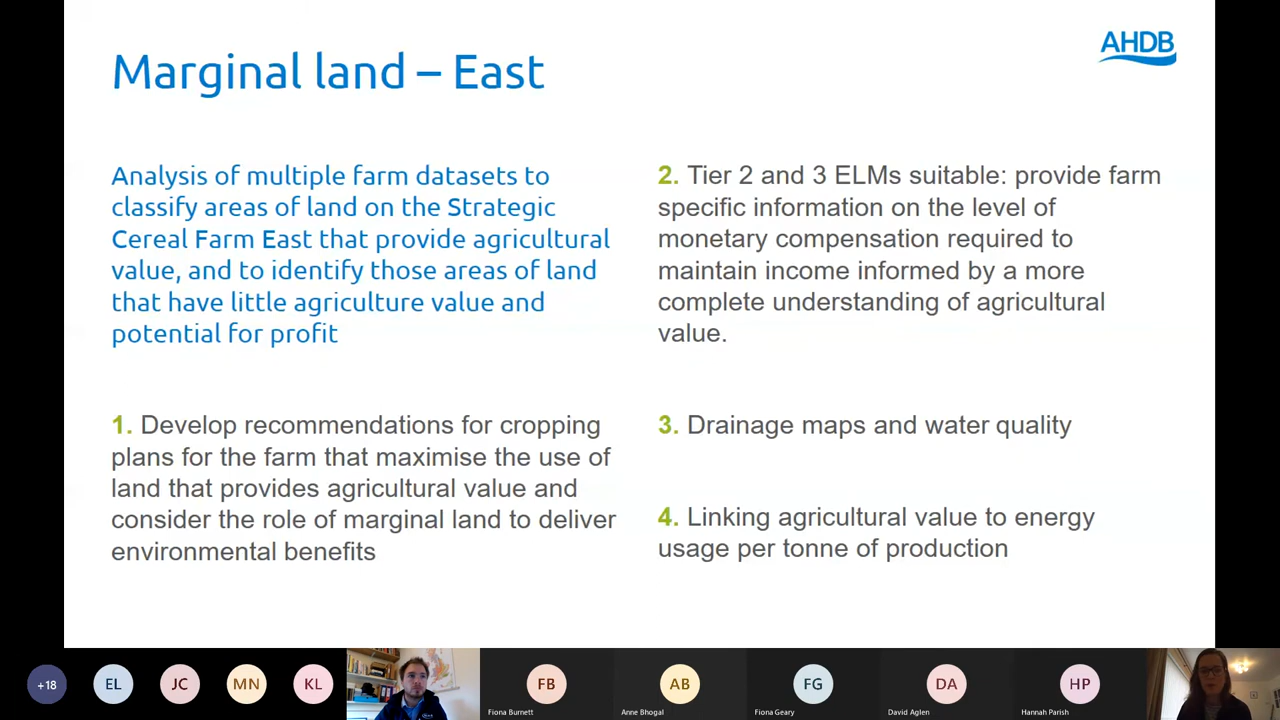 AHDB
Marginal land – East
Analysis of multiple farm datasets to
classify areas of land on the Strategic
Cereal Farm East that provide agricultural
value, and to identify those areas of land
that have little agriculture value and
potential for profit
1. Develop recommendations for cropping
plans for the farm that maximise the use of
land that provides agricultural value and
consider the role of marginal land to deliver
environmental benefits
2. Tier 2 and 3 ELMs suitable: provide farm
specific information on the level of
monetary compensation required to
maintain income informed by a more
complete understanding of agricultural
value.
3. Drainage maps and water quality
4. Linking agricultural value to energy
usage per tonne of production
+18
EL
JC
MN
KL
FB
Fiona Burnett
AB
Anne Bhogal
FG
Fiona Geary
DA
David Aglen
HP
Hannah Parish